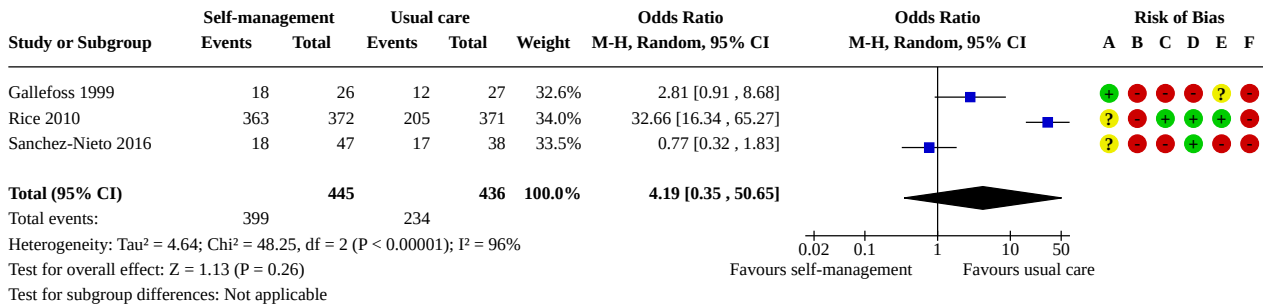 Self-management Usual care Odds Ratio Odds Ratio Risk of Bias
Study or Subgroup Events Total Events Total Weight M-H, Random, 95% CI M-H, Random, 95% CI A B C D E F
Gallefoss 1999 18 26 12 27 32.6% 2.81 [0.91 , 8.68] + - - - ? -
Rice 2010 363 372 205 371 34.0% 32.66 [16.34 , 65.27] ? - + + + -
Sanchez-Nieto 2016 18 47 17 38 33.5% 0.77 [0.32 , 1.83] ? - - + - -
Total (95% CI) 445 436 100.0% 4.19 [0.35 , 50.65]
Total events: 399 234
Heterogeneity: Tau² = 4.64; Chi² = 48.25, df = 2 (P < 0.00001); I² = 96%
0.02 0.1 1 10 50
Test for overall effect: Z = 1.13 (P = 0.26) Favours self-management Favours usual care
Test for subgroup differences: Not applicable